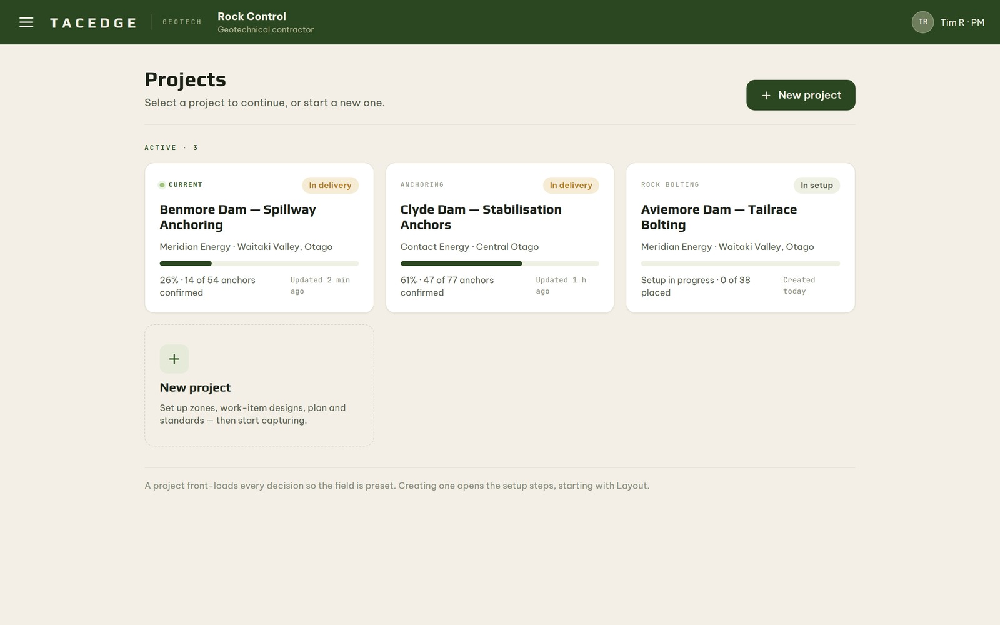 TACEDGE
GEOTECH
Rock Control
Geotechnical contractor
TR
Tim R · PM
Projects
Select a project to continue, or start a new one.
+ New project
ACTIVE · 3
CURRENT
In delivery
Benmore Dam — Spillway
Anchoring
Meridian Energy · Waitaki Valley, Otago
26% · 14 of 54 anchors
confirmed
Updated 2 min
ago
ANCHORING
In delivery
Clyde Dam — Stabilisation
Anchors
Contact Energy · Central Otago
61% · 47 of 77 anchors
confirmed
Updated 1 h
ago
ROCK BOLTING
In setup
Aviemore Dam — Tailrace
Bolting
Meridian Energy · Waitaki Valley, Otago
Setup in progress · 0 of 38
placed
Created
today
+
New project
Set up zones, work-item designs, plan and
standards — then start capturing.
A project front-loads every decision so the field is preset. Creating one opens the setup steps, starting with Layout.